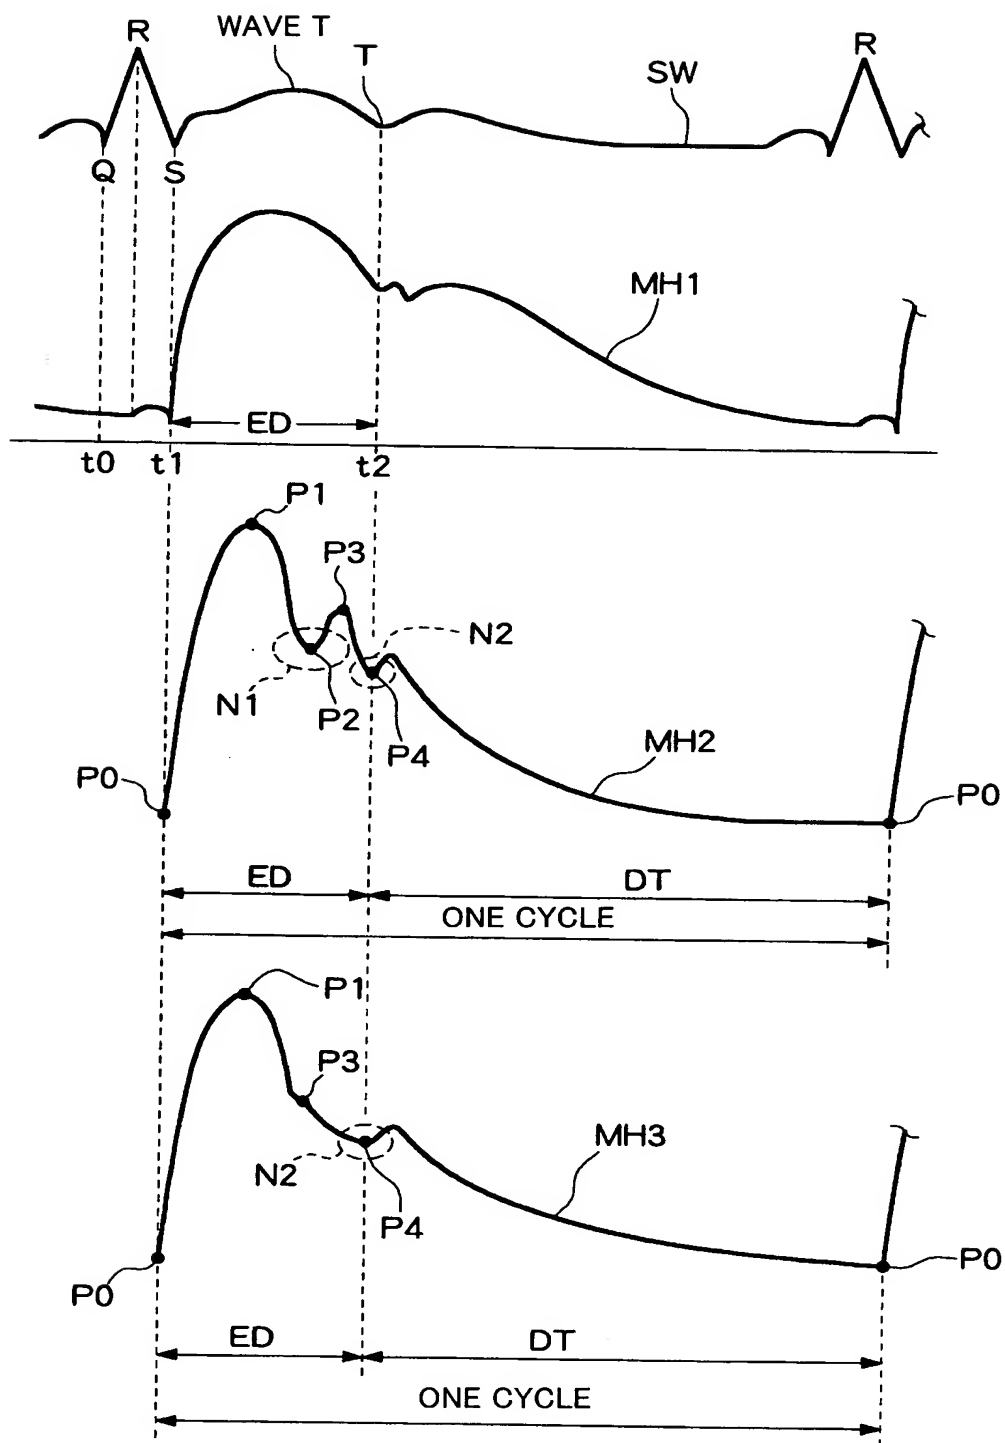 R WAVE T T SW R
Q S
MH1
ED
t0 t1 t2
P1
P3
N2
N1 P2
P4
MH2
P0 P0
ED DT
ONE CYCLE
P1
P3
MH3
N2
P4
P0 P0
ED DT
ONE CYCLE